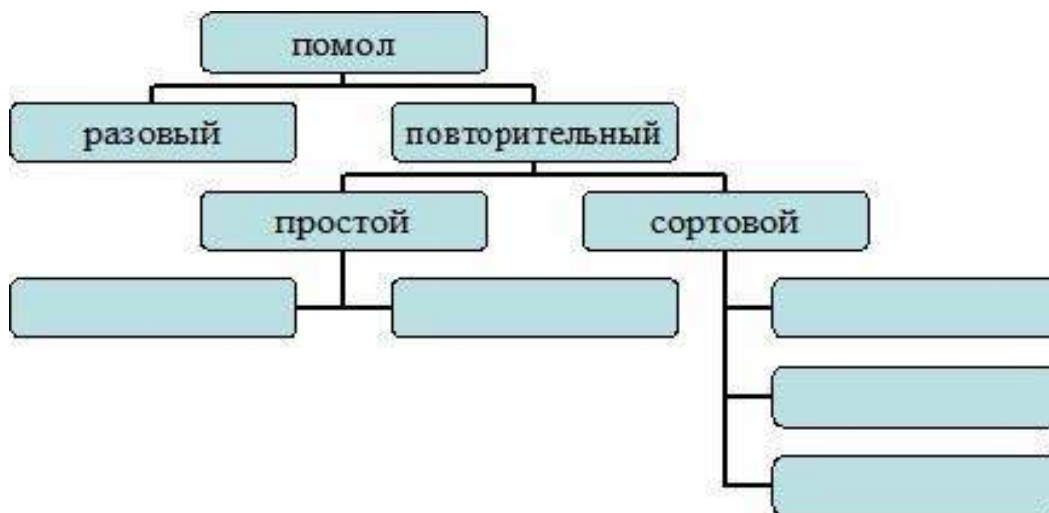 помол
разовый
повторительный
простой
сортовой